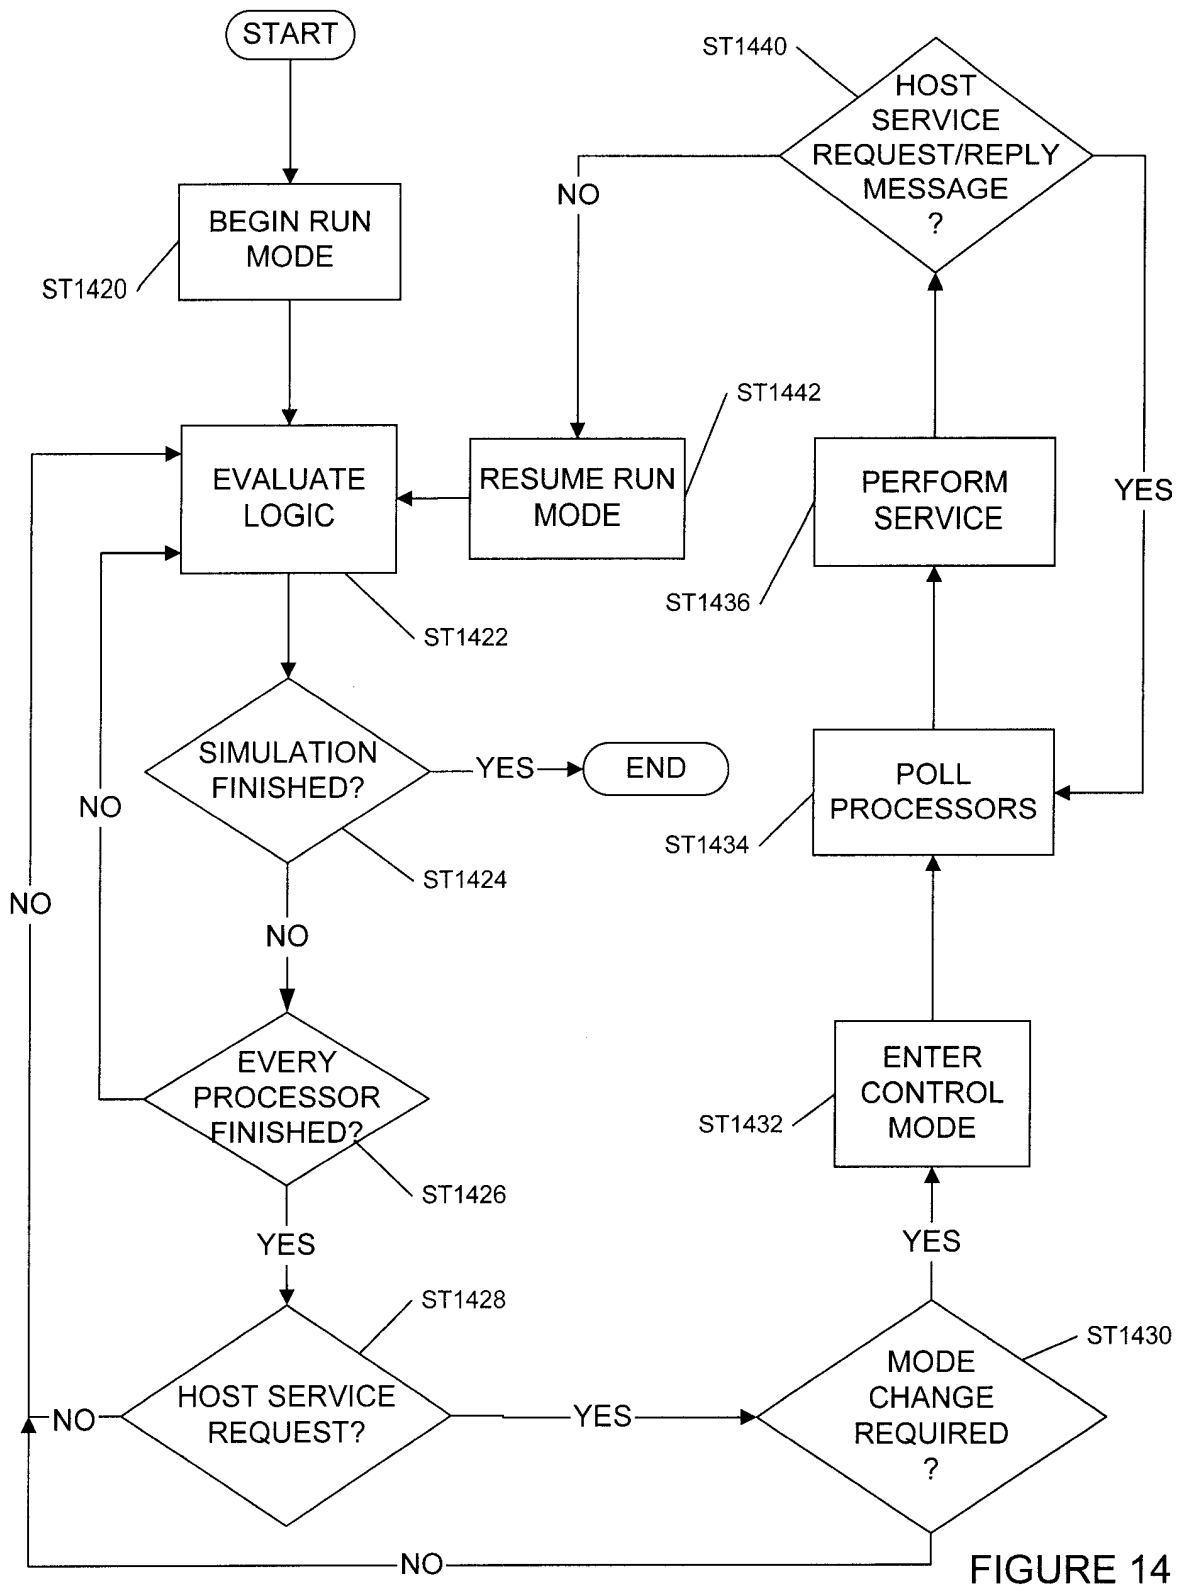 START
ST1440
HOST
SERVICE
REQUEST/REPLY
MESSAGE
?
NO
BEGIN RUN
MODE
ST1420
ST1442
EVALUATE
LOGIC
RESUME RUN
MODE
PERFORM
SERVICE
YES
ST1436
ST1422
SIMULATION
FINISHED?
YES
END
POLL
PROCESSORS
NO
ST1434
ST1424
NO
NO
EVERY
PROCESSOR
FINISHED?
ENTER
CONTROL
MODE
ST1432
ST1426
YES
YES
ST1428
ST1430
HOST SERVICE
REQUEST?
NO
YES
MODE
CHANGE
REQUIRED
?
NO
FIGURE 14